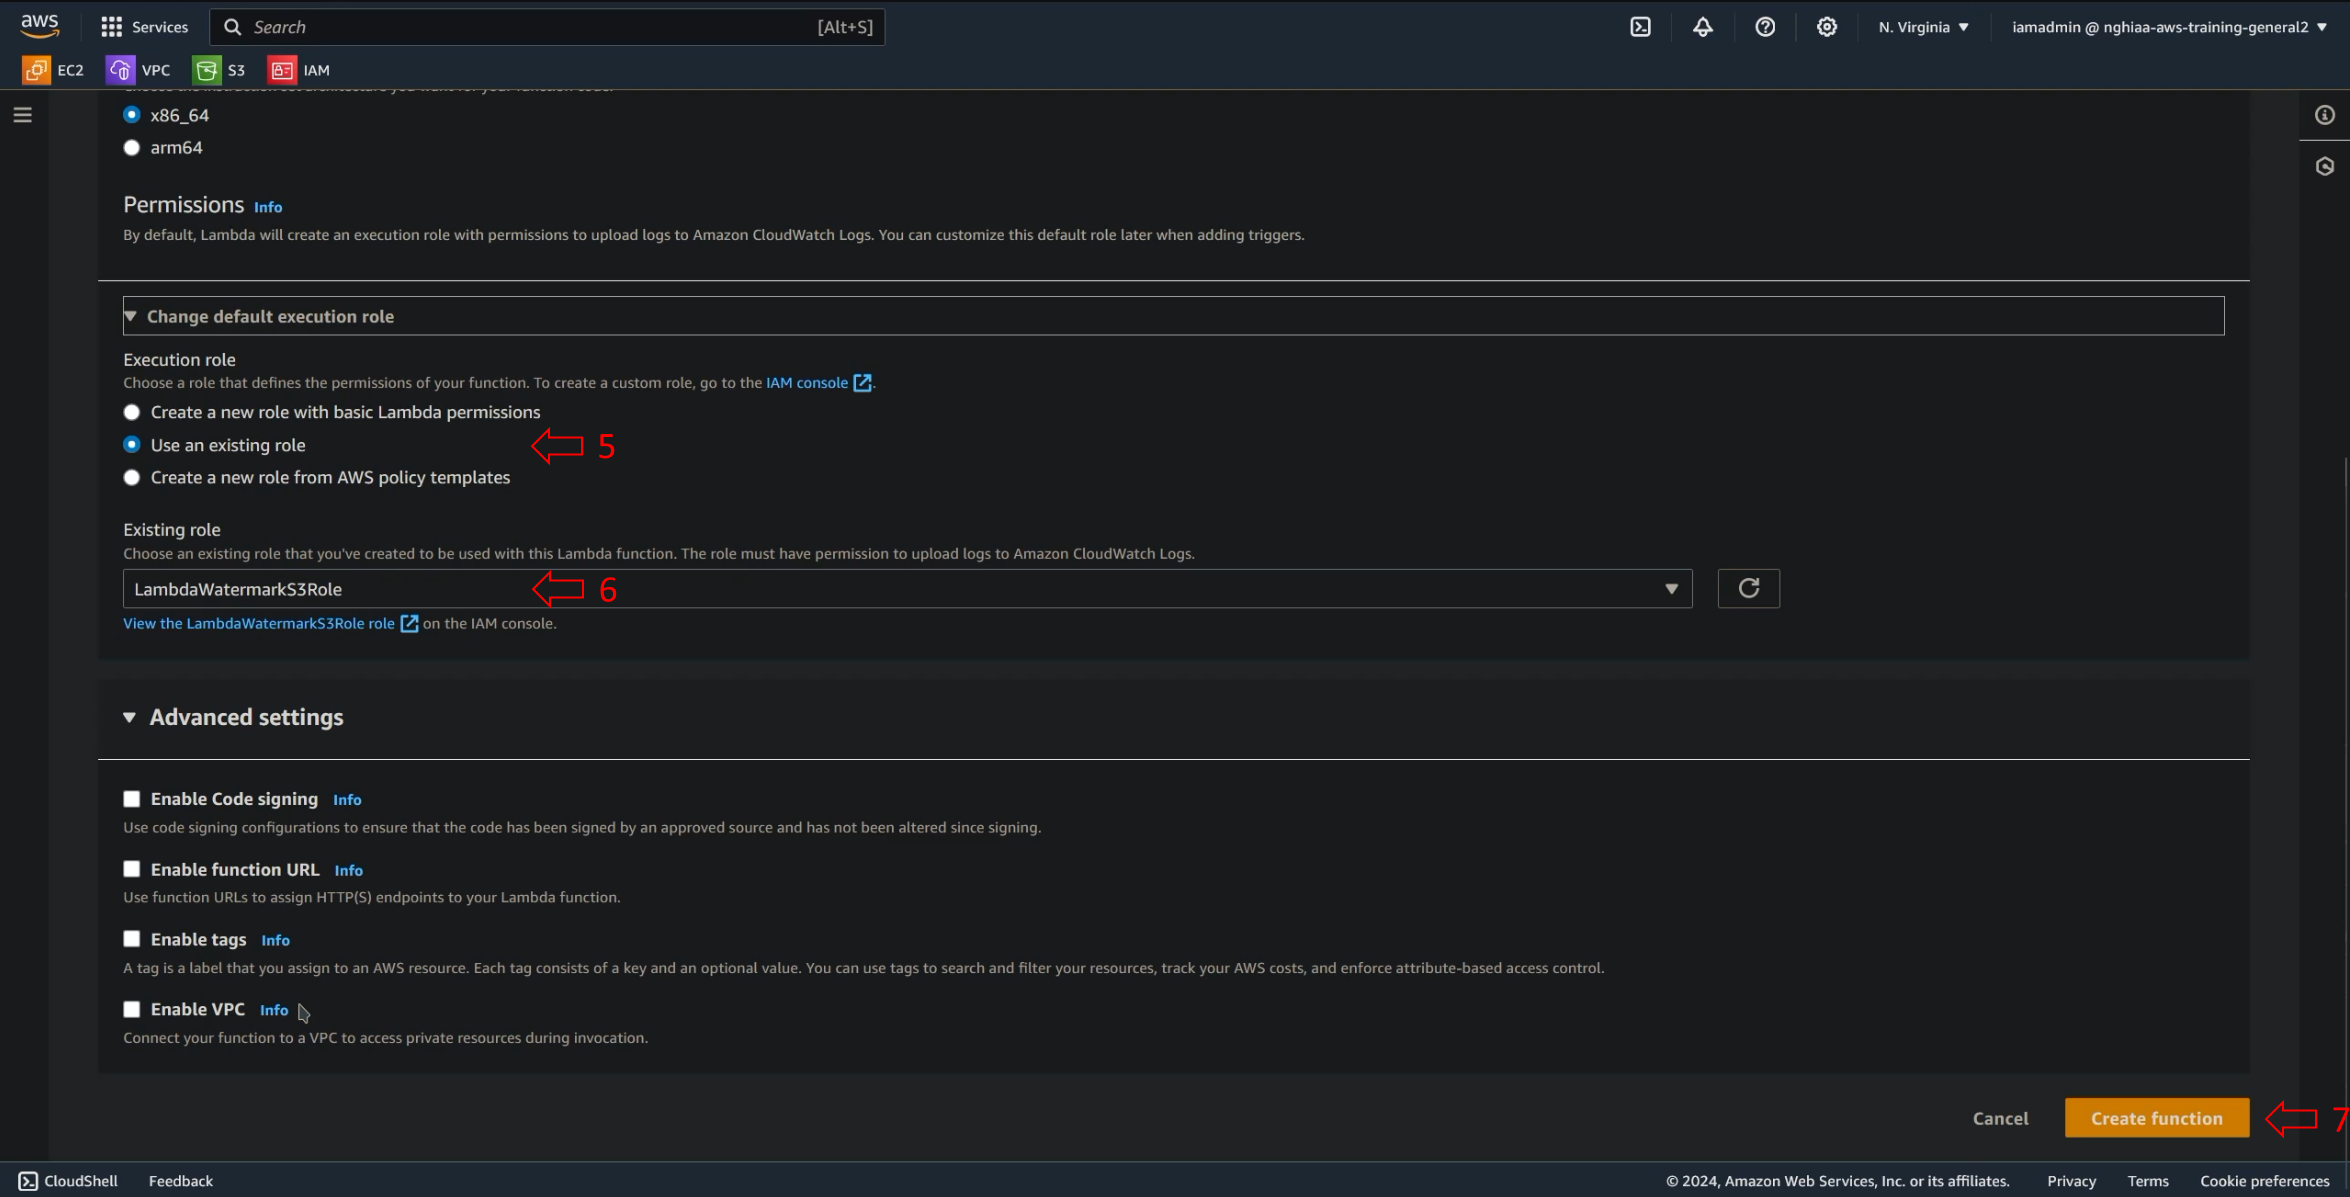 aws Services Search [Alt+S] N. Virginia iamadmin @ nghiaa-aws-training-general2
EC2 VPC S3 IAM
Choose the instruction set architecture you want for your function code.
x86_64
arm64
Permissions Info
By default, Lambda will create an execution role with permissions to upload logs to Amazon CloudWatch Logs. You can customize this default role later when adding triggers.
Change default execution role
Execution role
Choose a role that defines the permissions of your function. To create a custom role, go to the IAM console.
Create a new role with basic Lambda permissions
Use an existing role 5
Create a new role from AWS policy templates
Existing role
Choose an existing role that you've created to be used with this Lambda function. The role must have permission to upload logs to Amazon CloudWatch Logs.
LambdaWatermarkS3Role 6
View the LambdaWatermarkS3Role role on the IAM console.
Advanced settings
Enable Code signing Info
Use code signing configurations to ensure that the code has been signed by an approved source and has not been altered since signing.
Enable function URL Info
Use function URLs to assign HTTP(S) endpoints to your Lambda function.
Enable tags Info
A tag is a label that you assign to an AWS resource. Each tag consists of a key and an optional value. You can use tags to search and filter your resources, track your AWS costs, and enforce attribute-based access control.
Enable VPC Info
Connect your function to a VPC to access private resources during invocation.
Cancel Create function 7
CloudShell Feedback © 2024, Amazon Web Services, Inc. or its affiliates. Privacy Terms Cookie preferences